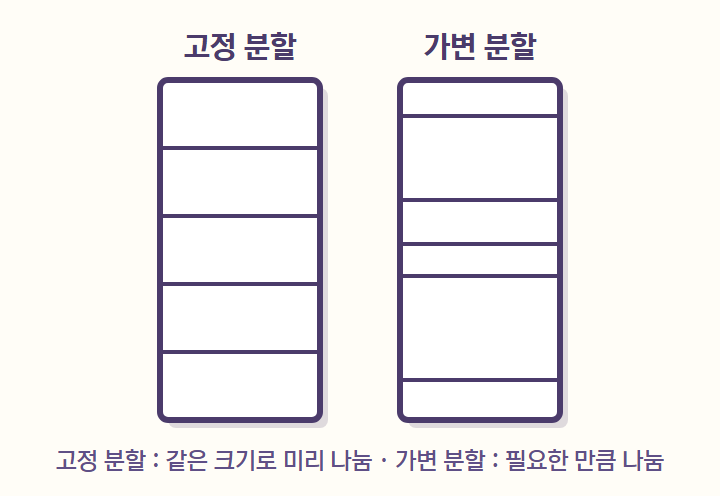 고정 분할
가변 분할
고정 분할 : 같은 크기로 미리 나눔 · 가변 분할 : 필요한 만큼 나눔